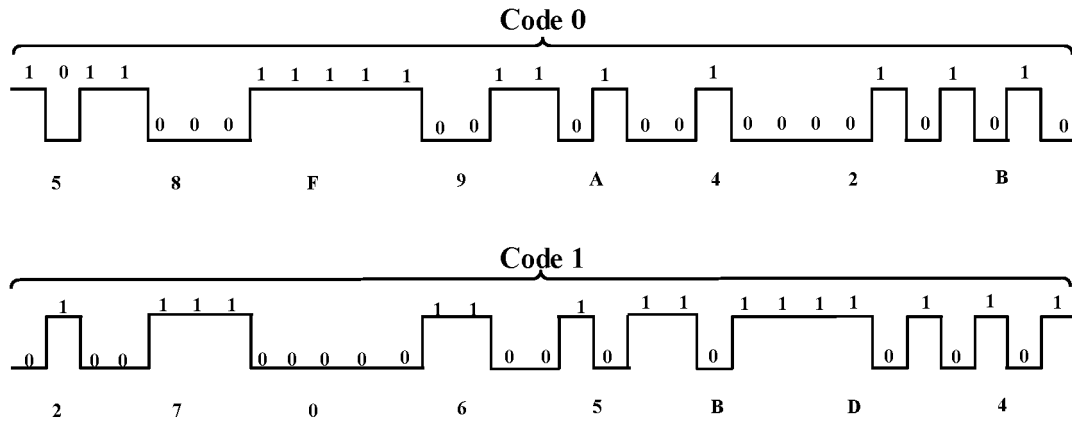 Code 0
1 0 1 1 0 0 0 1 1 1 1 1 0 0 1 1 0 1 0 0 1 0 0 0 0 1 0 1 0 1 0
5 8 F 9 A 4 2 B
Code 1
0 1 0 0 1 1 1 0 0 0 0 0 1 1 0 0 1 0 1 1 0 1 1 1 1 0 1 0 1 0 1
2 7 0 6 5 B D 4